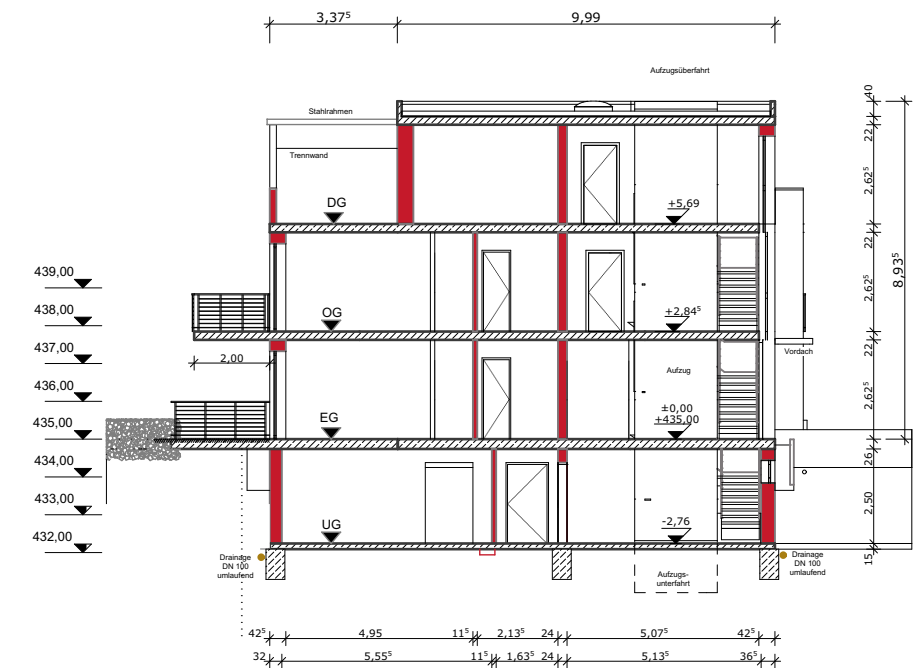 3,37⁵ 9,99
Aufzugsüberfahrt
40
Stahlrahmen
22
Trennwand
2,62⁵
DG
+5,69
22
439,00
8,93⁵
2,62⁵
438,00
OG
+2,84⁵
437,00
22
2,00
Vordach
436,00
Aufzug
2,62⁵
±0,00
435,00
EG
+435,00
434,00
26
433,00
2,50
UG
-2,76
432,00
15
Drainage
DN 100
umlaufend
Aufzugs-
unterfahrt
Drainage
DN 100
umlaufend
42⁵ 4,95 11⁵ 2,13⁵ 24 5,07⁵ 42⁵
32 5,55⁵ 11⁵ 1,63⁵ 24 5,13⁵ 36⁵